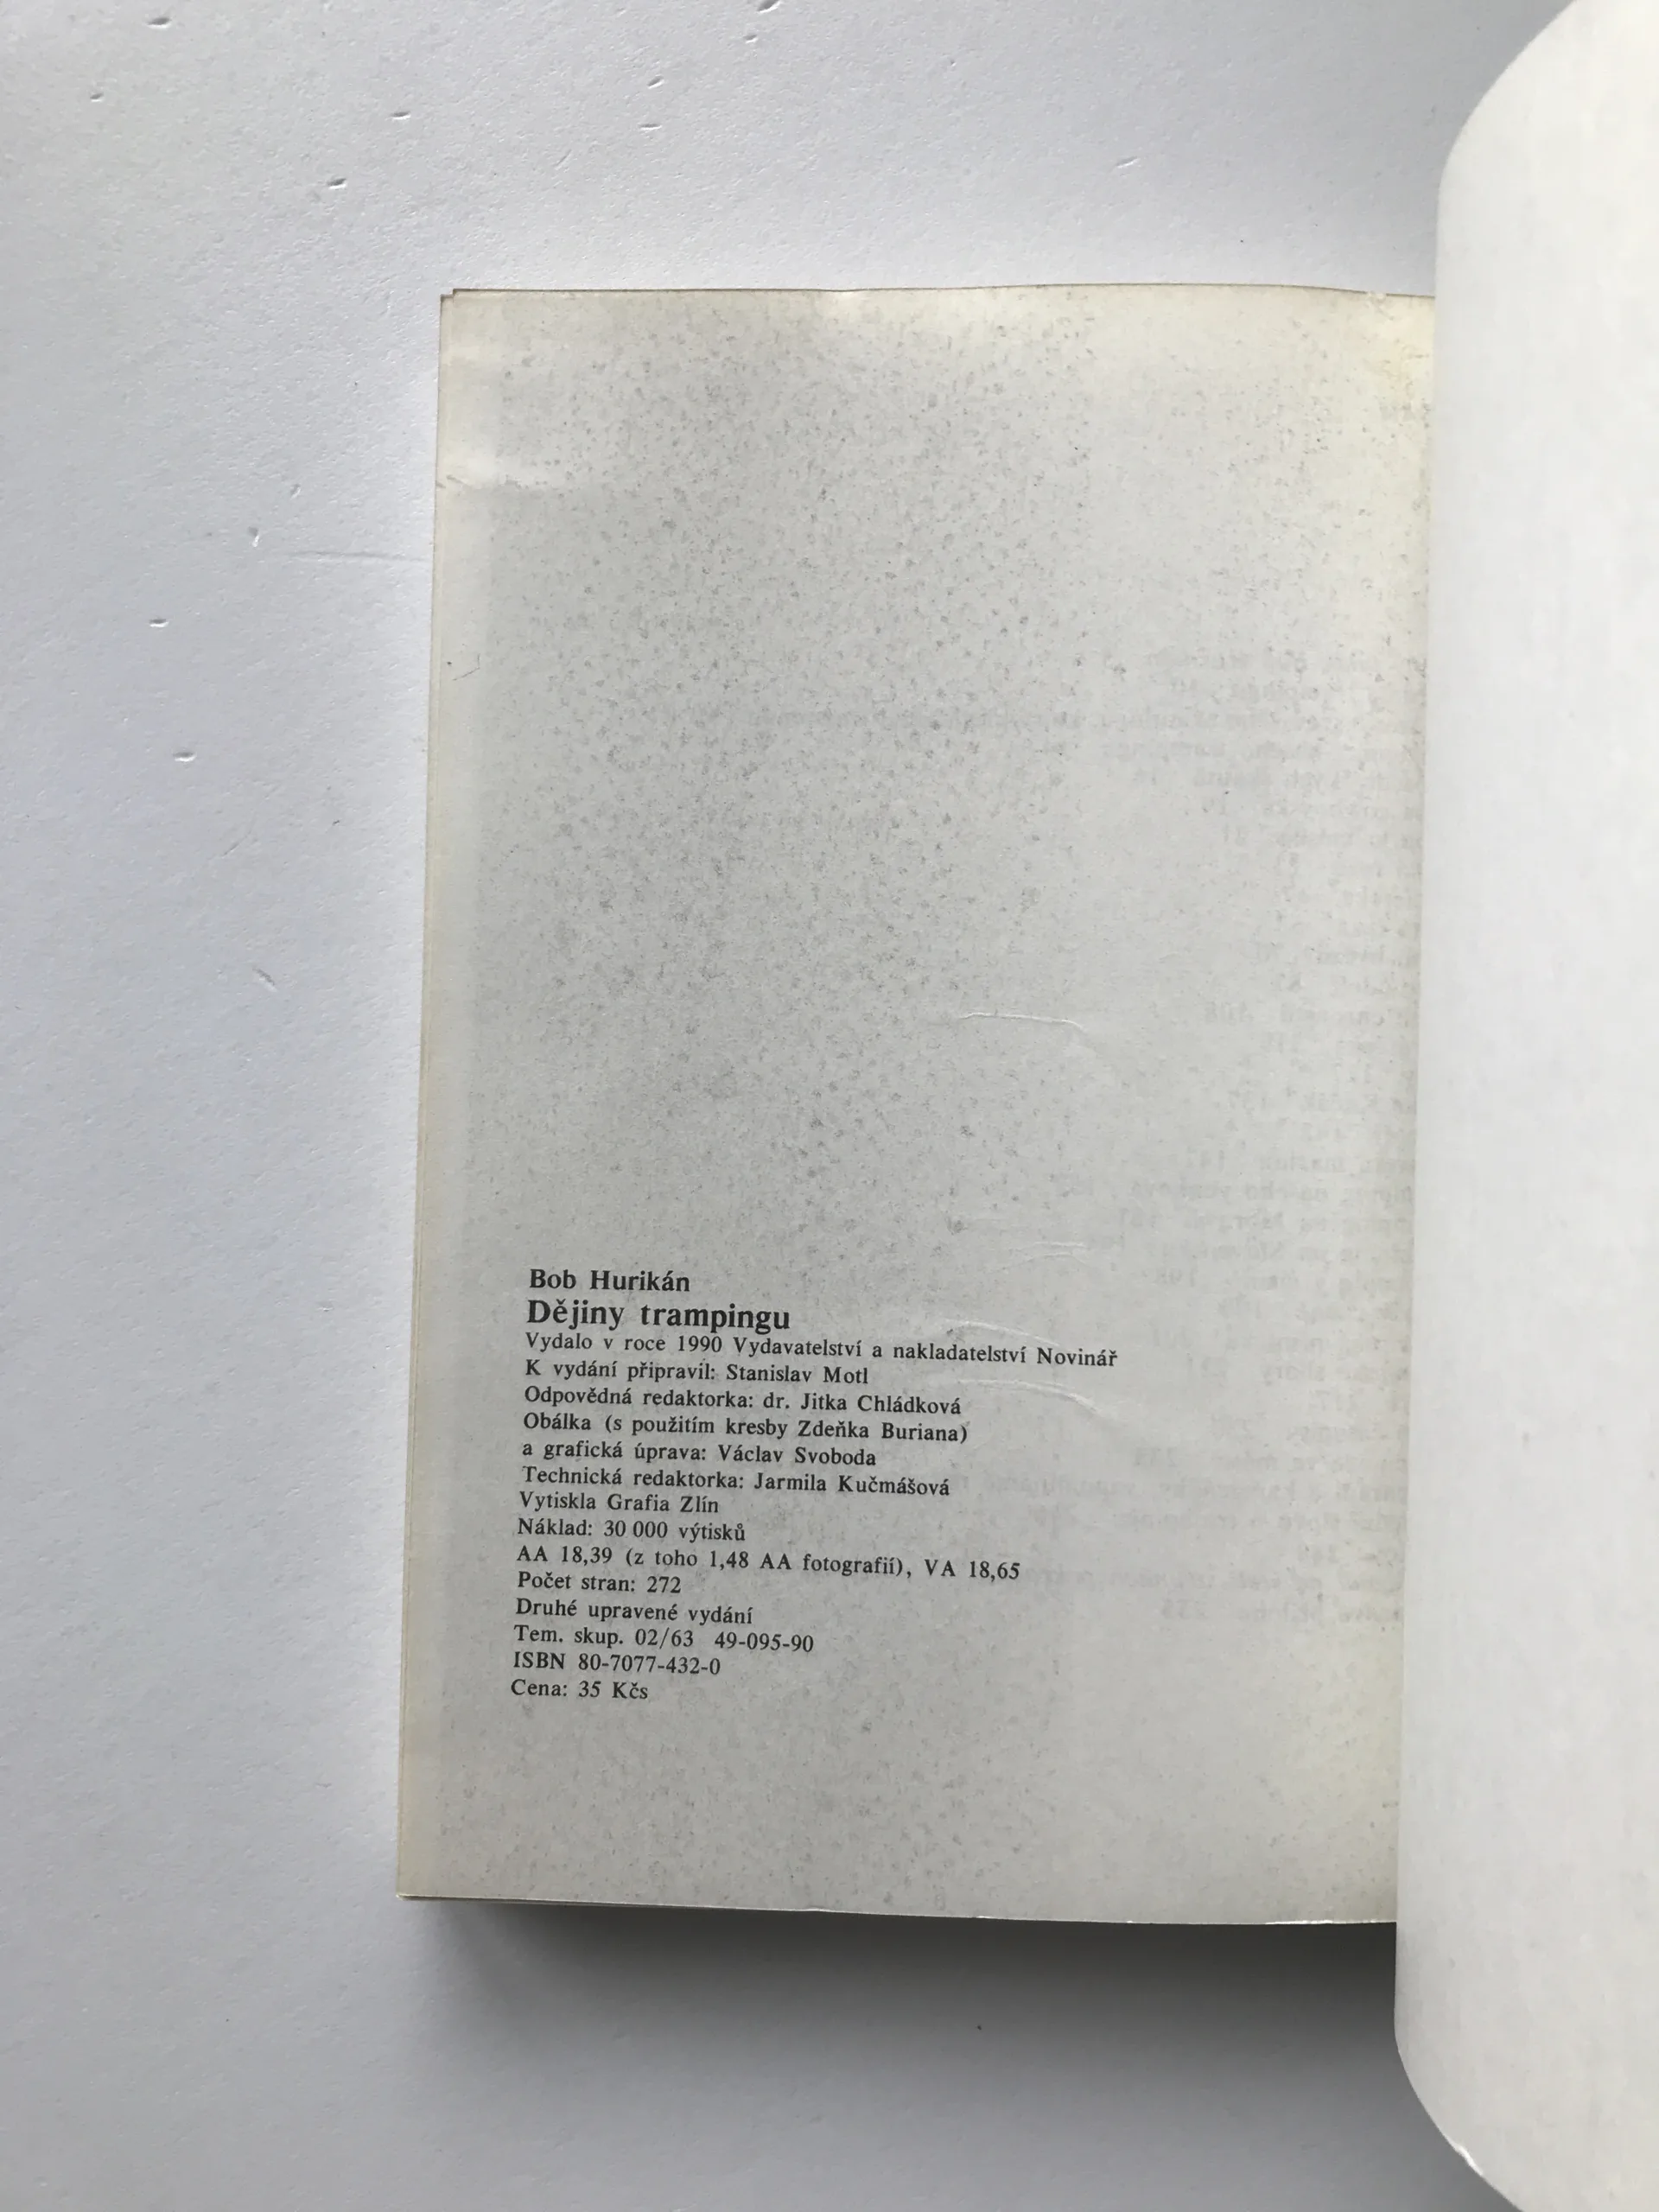 Bob Hurikán
Dějiny trampingu
Vydalo v roce 1990 Vydavatelství a nakladatelství Novinář
K vydání připravil: Stanislav Motl
Odpovědná redaktorka: dr. Jitka Chládková
Obálka (s použitím kresby Zdeňka Buriana)
a grafická úprava: Václav Svoboda
Technická redaktorka: Jarmila Kučmášová
Vytiskla Grafia Zlín
Náklad: 30 000 výtisků
AA 18,39 (z toho 1,48 AA fotografií), VA 18,65
Počet stran: 272
Druhé upravené vydání
Tem. skup. 02/63 49-095-90
ISBN 80-7077-432-0
Cena: 35 Kčs